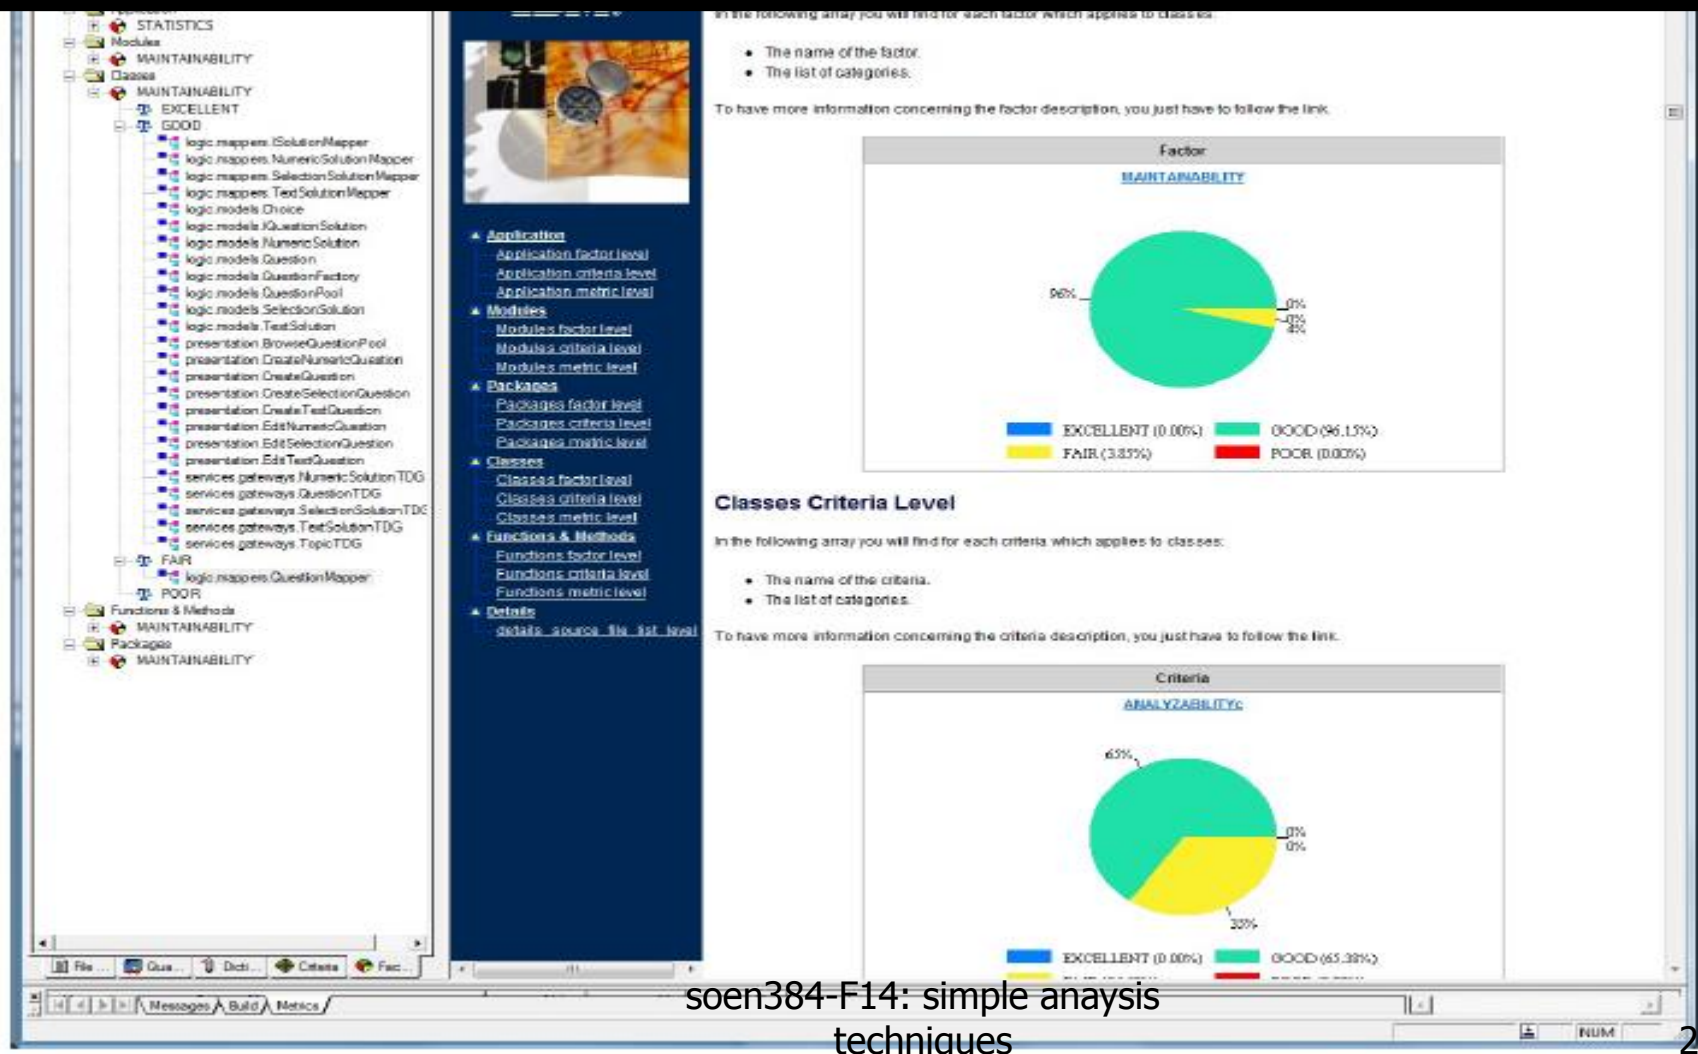 STATISTICS
Modules
MAINTAINABILITY
Classes
MAINTAINABILITY
EXCELLENT
GOOD
logic.mappers.ISolutionMapper
logic.mappers.NumericSolutionMapper
logic.mappers.SelectionSolutionMapper
logic.mappers.TextSolutionMapper
logic.models.Choice
logic.models.IQuestionSolution
logic.models.NumericSolution
logic.models.Question
logic.models.QuestionFactory
logic.models.QuestionPool
logic.models.SelectionSolution
logic.models.TextSolution
presentation.BrowseQuestionPool
presentation.CreateNumericQuestion
presentation.CreateQuestion
presentation.CreateSelectionQuestion
presentation.CreateTextQuestion
presentation.EditNumericQuestion
presentation.EditSelectionQuestion
presentation.EditTextQuestion
services.gateways.NumericSolutionTDG
services.gateways.QuestionTDG
services.gateways.SelectionSolutionTDG
services.gateways.TextSolutionTDG
services.gateways.TopicTDG
FAIR
logic.mappers.QuestionMapper
POOR
Functions & Methods
MAINTAINABILITY
Packages
MAINTAINABILITY
File ... Qua... Dicti... Criteria Fac...
Application
Application factor level
Application criteria level
Application metric level
Modules
Modules factor level
Modules criteria level
Modules metric level
Packages
Packages factor level
Packages criteria level
Packages metric level
Classes
Classes factor level
Classes criteria level
Classes metric level
Functions & Methods
Functions factor level
Functions criteria level
Functions metric level
Details
details_source_file_list_level
In the following array you will find for each factor which applies to classes:
• The name of the factor.
• The list of categories.
To have more information concerning the factor description, you just have to follow the link.
Factor
MAINTAINABILITY
96%
0%
0%
4%
EXCELLENT (0.00%) GOOD (96.15%)
FAIR (3.85%) POOR (0.00%)
Classes Criteria Level
In the following array you will find for each criteria which applies to classes:
• The name of the criteria.
• The list of categories.
To have more information concerning the criteria description, you just have to follow the link.
Criteria
ANALYZABILITYc
65%
0%
0%
35%
EXCELLENT (0.00%) GOOD (65.38%)
Messages Build Metrics
soen384-F14: simple anaysis
techniques
NUM
2